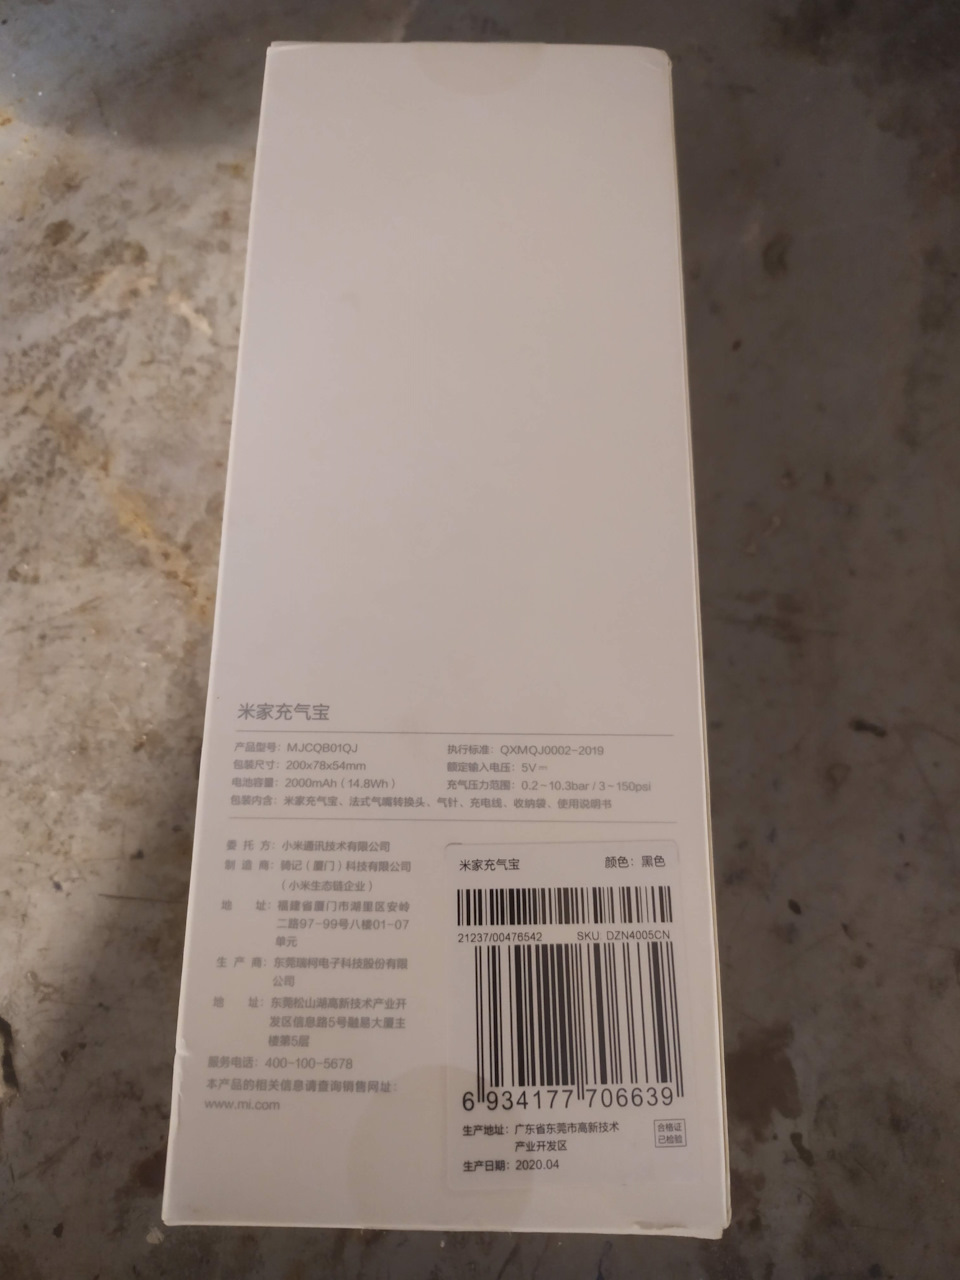 米家充气宝
产品型号：MJCQB01QJ
执行标准：QXMQJ0002-2019
包装尺寸：200x78x54mm
额定输入电压：5V⎓
电池容量：2000mAh（14.8Wh）
充气压力范围：0.2~10.3bar / 3~150psi
包装内含：米家充气宝、法式气嘴转换头、气针、充电线、收纳袋、使用说明书
委 托 方：小米通讯技术有限公司
制 造 商：骑记（厦门）科技有限公司
（小米生态链企业）
地 址：福建省厦门市湖里区安岭
二路97-99号八楼01-07
单元
生 产 商：东莞瑞柯电子科技股份有限
公司
地 址：东莞松山湖高新技术产业开
发区信息路5号融易大厦主
楼第5层
服务电话：400-100-5678
本产品的相关信息请查询销售网址：
www.mi.com
米家充气宝 颜色：黑色
21237/00476542 SKU: DZN4005CN
6 934177 706639
生产地址：广东省东莞市高新技术
产业开发区
生产日期：2020.04
合格证
已检验